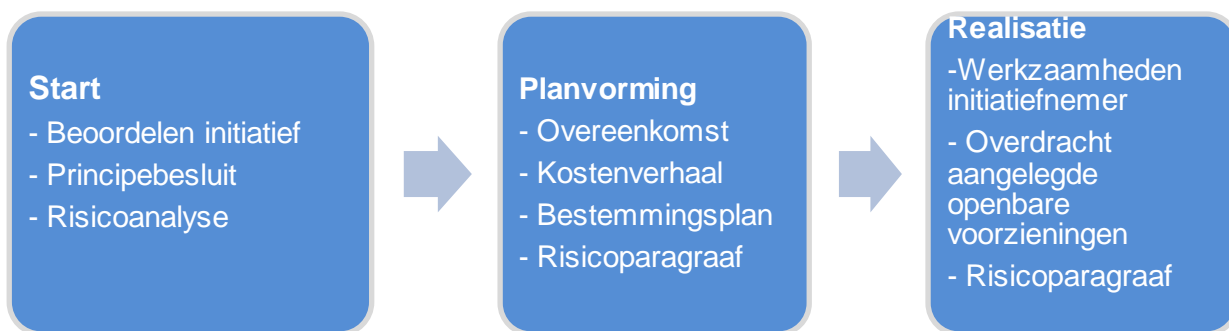 Start
- Beoordelen initiatief
- Principebesluit
- Risicoanalyse
Planvorming
- Overeenkomst
- Kostenverhaal
- Bestemmingsplan
- Risicoparagraaf
Realisatie
-Werkzaamheden
initiatiefnemer
- Overdracht
aangelegde
openbare
voorzieningen
- Risicoparagraaf